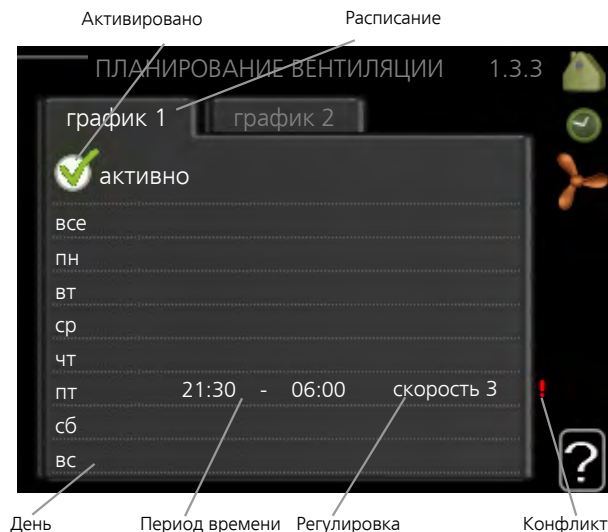 Активировано Расписание
ПЛАНИРОВАНИЕ ВЕНТИЛЯЦИИ 1.3.3
график 1 график 2
активно
все
пн
вт
ср
чт
пт 21:30 - 06:00 скорость 3 !
сб
вс
?
День Период времени Регулировка Конфликт